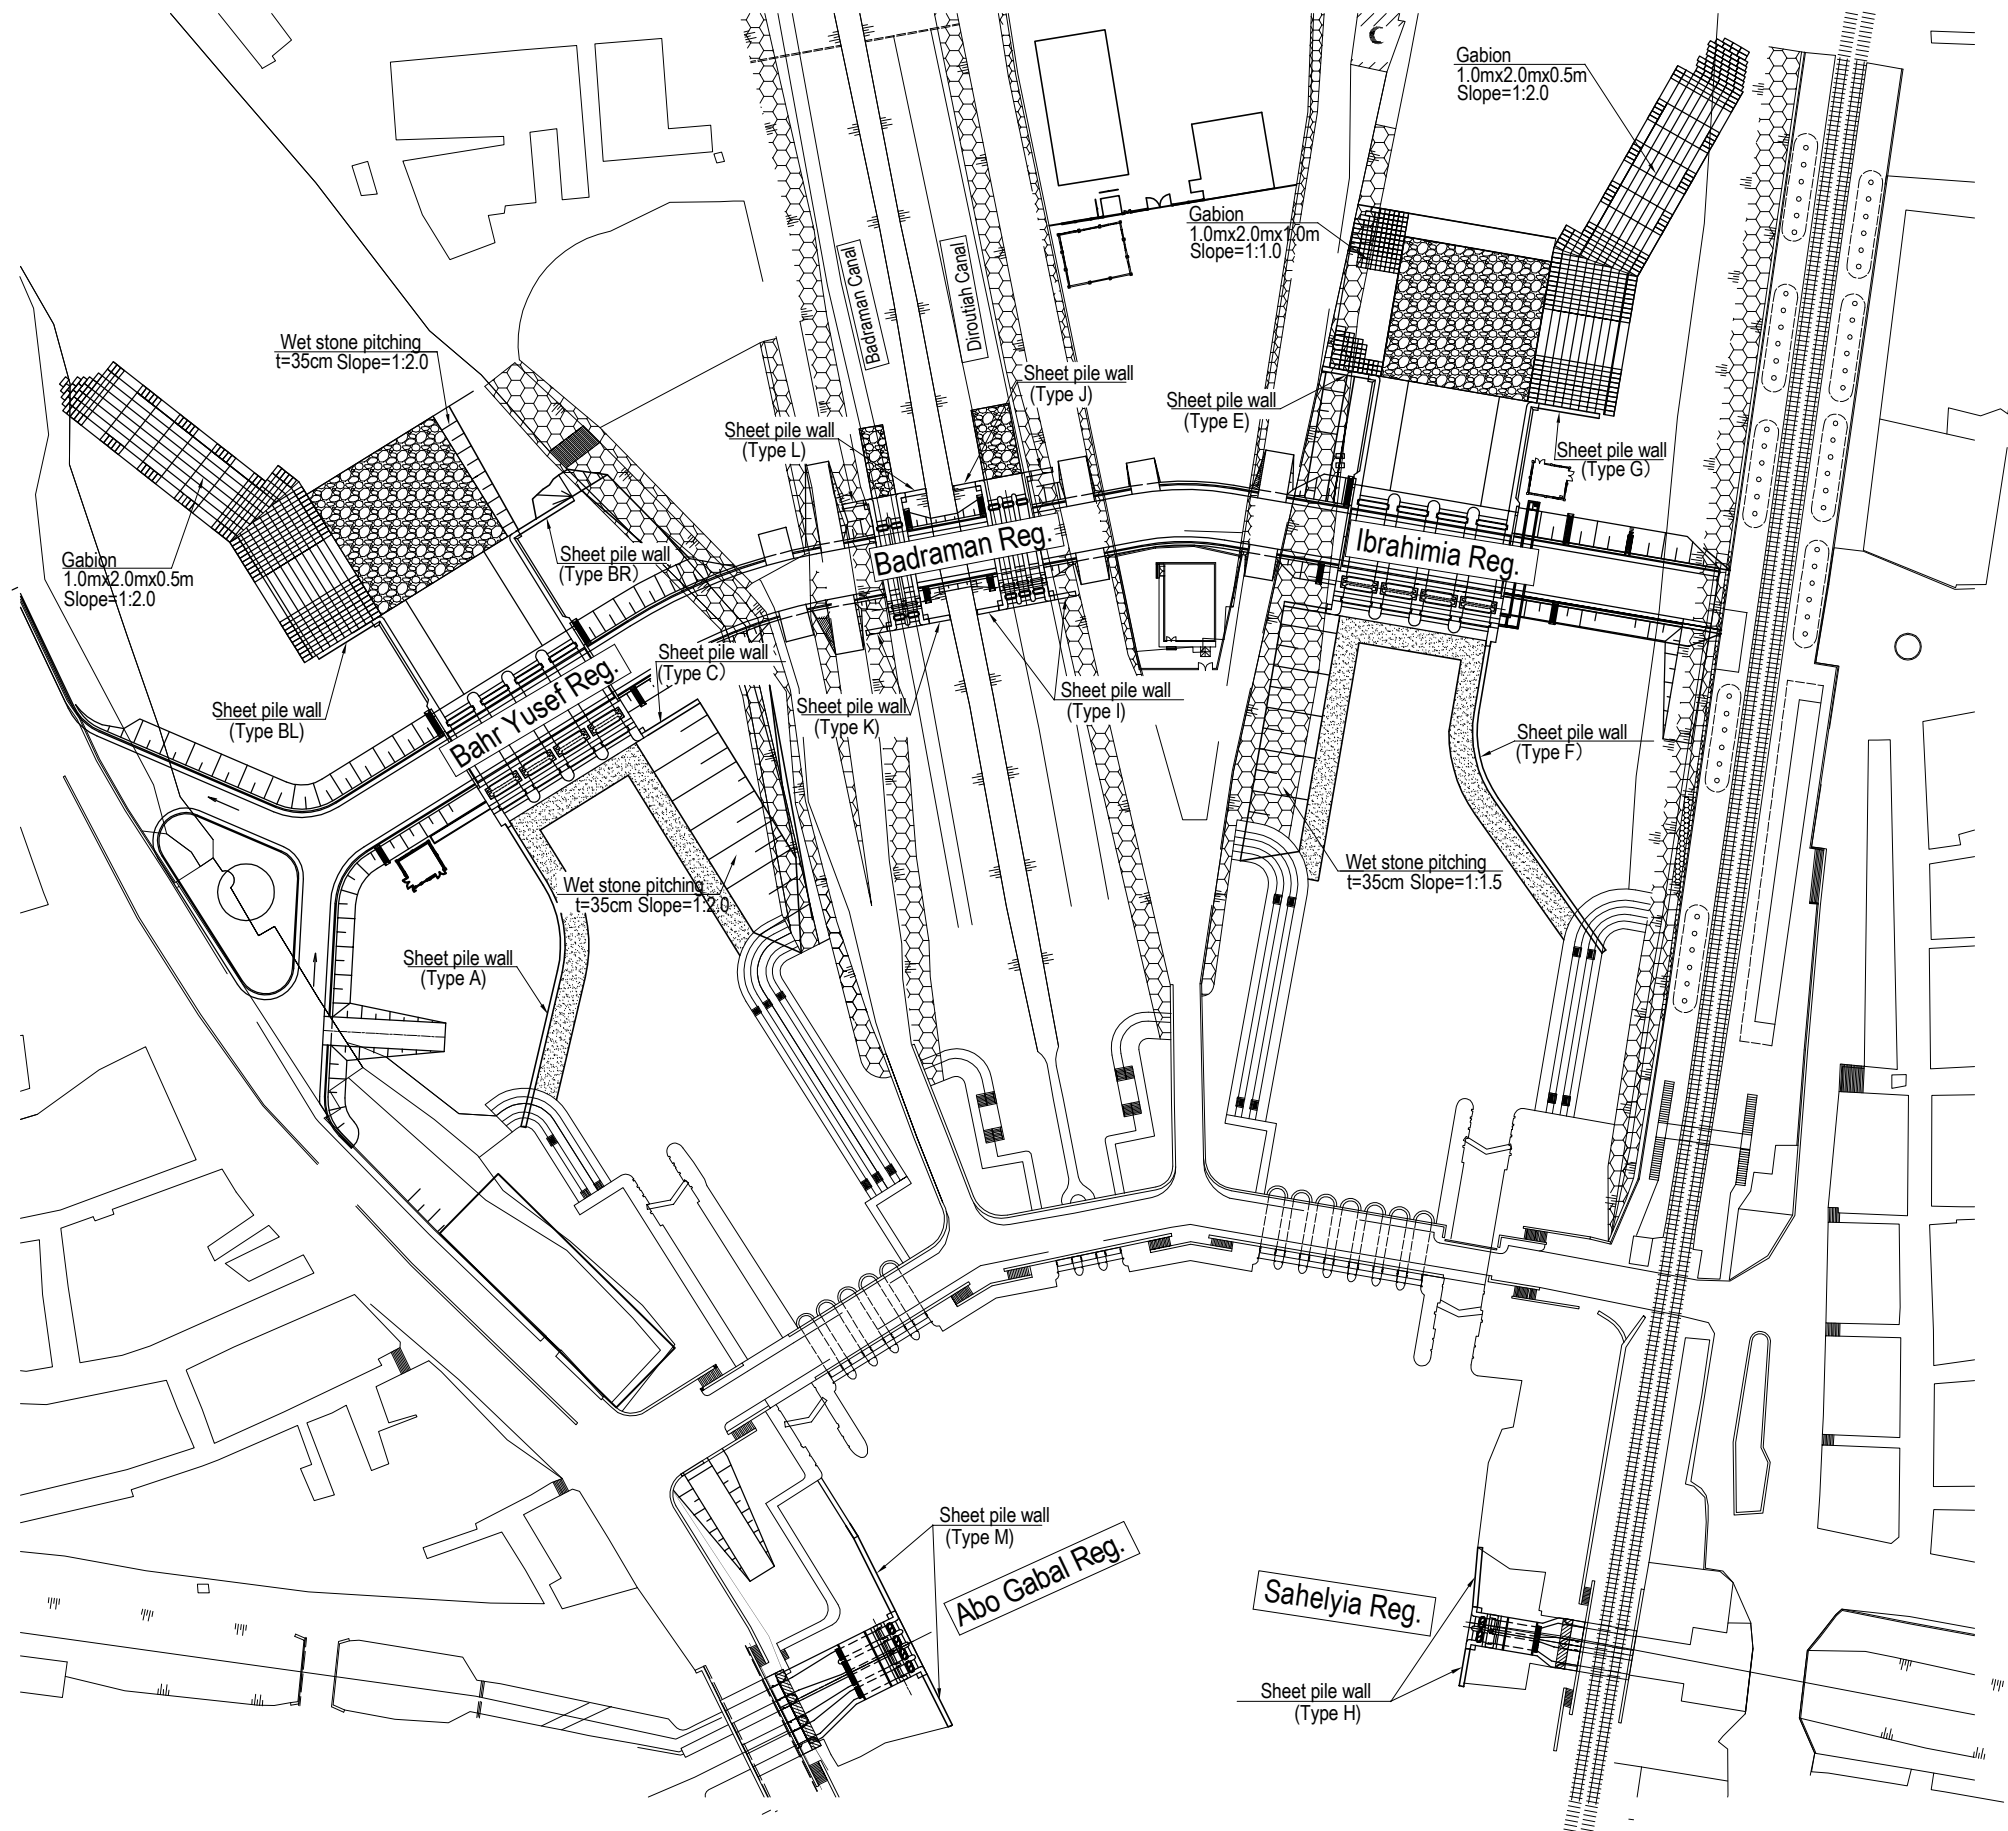 Gabion
1.0mx2.0mx0.5m
Slope=1:2.0
Gabion
1.0mx2.0mx1.0m
Slope=1:1.0
Badraman Canal
Diroutiah Canal
Wet stone pitching
t=35cm Slope=1:2.0
Sheet pile wall
(Type J)
Sheet pile wall
(Type E)
Sheet pile wall
(Type L)
Sheet pile wall
(Type G)
Gabion
1.0mx2.0mx0.5m
Slope=1:2.0
Sheet pile wall
(Type BR)
Badraman Reg.
Ibrahimia Reg.
Sheet pile wall
(Type C)
Bahr Yusef Reg.
Sheet pile wall
(Type BL)
Sheet pile wall
(Type K)
Sheet pile wall
(Type I)
Sheet pile wall
(Type F)
Wet stone pitching
t=35cm Slope=1:2.0
Wet stone pitching
t=35cm Slope=1:1.5
Sheet pile wall
(Type A)
Sheet pile wall
(Type M)
Abo Gabal Reg.
Sahelyia Reg.
Sheet pile wall
(Type H)